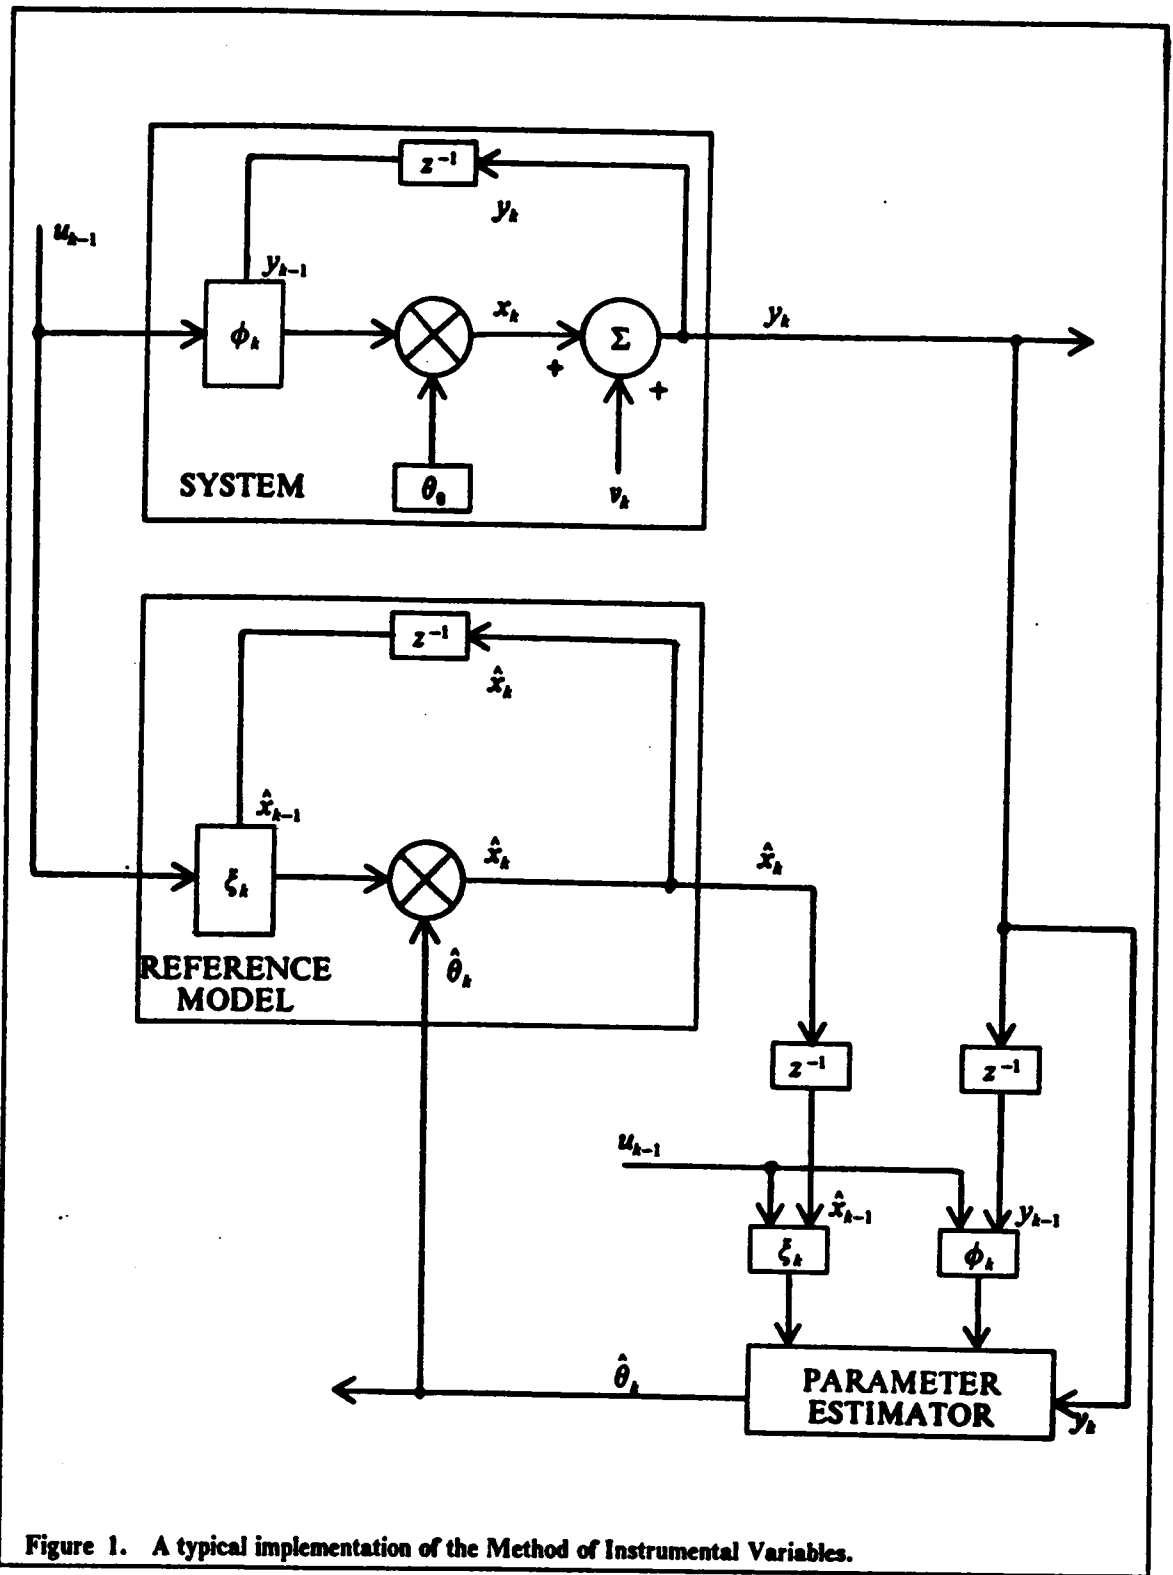 z⁻¹
yₖ
uₖ₋₁
yₖ₋₁
ϕₖ
xₖ
Σ
yₖ
+
+
SYSTEM
θ₀
vₖ
z⁻¹
x̂ₖ
x̂ₖ₋₁
ξₖ
x̂ₖ
x̂ₖ
REFERENCE
MODEL
θ̂ₖ
z⁻¹
z⁻¹
uₖ₋₁
x̂ₖ₋₁
yₖ₋₁
ξₖ
ϕₖ
θ̂ₖ
PARAMETER
ESTIMATOR
yₖ
Figure 1. A typical implementation of the Method of Instrumental Variables.